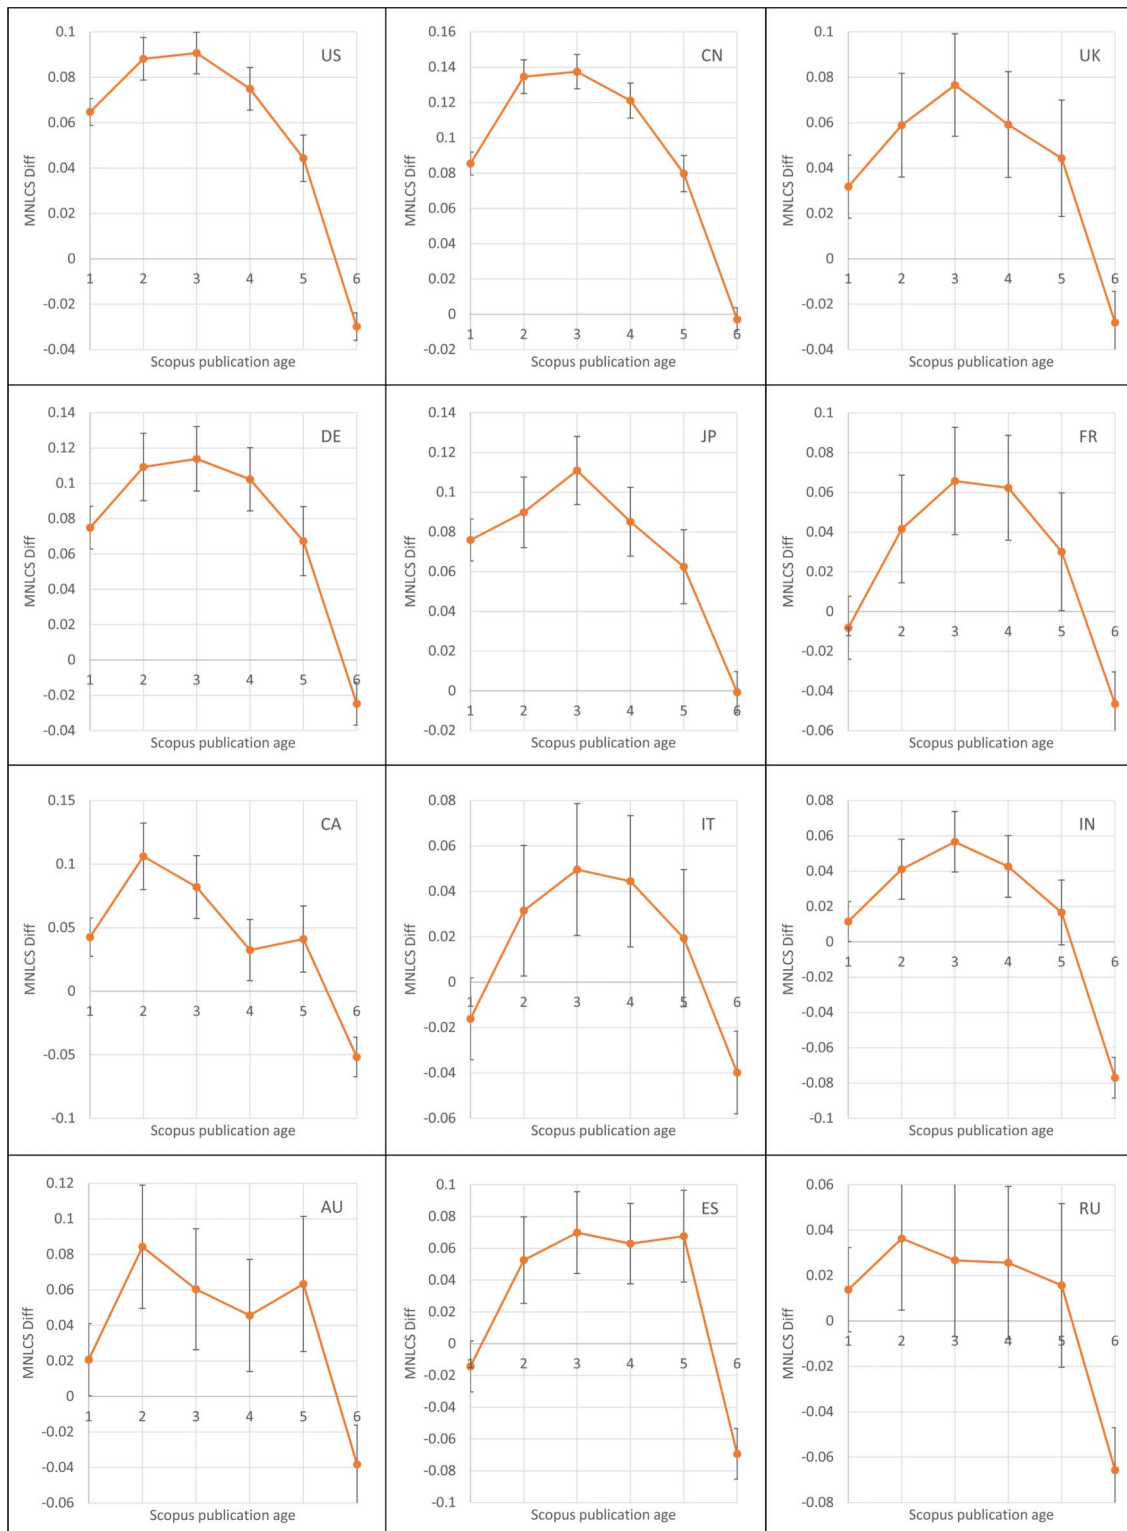 US
MNLCS Diff
0.1
0.08
0.06
0.04
0.02
0
-0.02
-0.04
1 2 3 4 5 6
Scopus publication age
CN
MNLCS Diff
0.16
0.14
0.12
0.1
0.08
0.06
0.04
0.02
0
-0.02
1 2 3 4 5 6
Scopus publication age
UK
MNLCS Diff
0.1
0.08
0.06
0.04
0.02
0
-0.02
-0.04
1 2 3 4 5 6
Scopus publication age
DE
MNLCS Diff
0.14
0.12
0.1
0.08
0.06
0.04
0.02
0
-0.02
-0.04
1 2 3 4 5 6
Scopus publication age
JP
MNLCS Diff
0.14
0.12
0.1
0.08
0.06
0.04
0.02
0
-0.02
1 2 3 4 5 6
Scopus publication age
FR
MNLCS Diff
0.1
0.08
0.06
0.04
0.02
0
-0.02
-0.04
-0.06
1 2 3 4 5 6
Scopus publication age
CA
MNLCS Diff
0.15
0.1
0.05
0
-0.05
-0.1
1 2 3 4 5 6
Scopus publication age
IT
MNLCS Diff
0.08
0.06
0.04
0.02
0
-0.02
-0.04
-0.06
1 2 3 4 5 6
Scopus publication age
IN
MNLCS Diff
0.08
0.06
0.04
0.02
0
-0.02
-0.04
-0.06
-0.08
-0.1
1 2 3 4 5 6
Scopus publication age
AU
MNLCS Diff
0.12
0.1
0.08
0.06
0.04
0.02
0
-0.02
-0.04
-0.06
1 2 3 4 5 6
Scopus publication age
ES
MNLCS Diff
0.1
0.08
0.06
0.04
0.02
0
-0.02
-0.04
-0.06
-0.08
-0.1
1 2 3 4 5 6
Scopus publication age
RU
MNLCS Diff
0.06
0.04
0.02
0
-0.02
-0.04
-0.06
-0.08
1 2 3 4 5 6
Scopus publication age